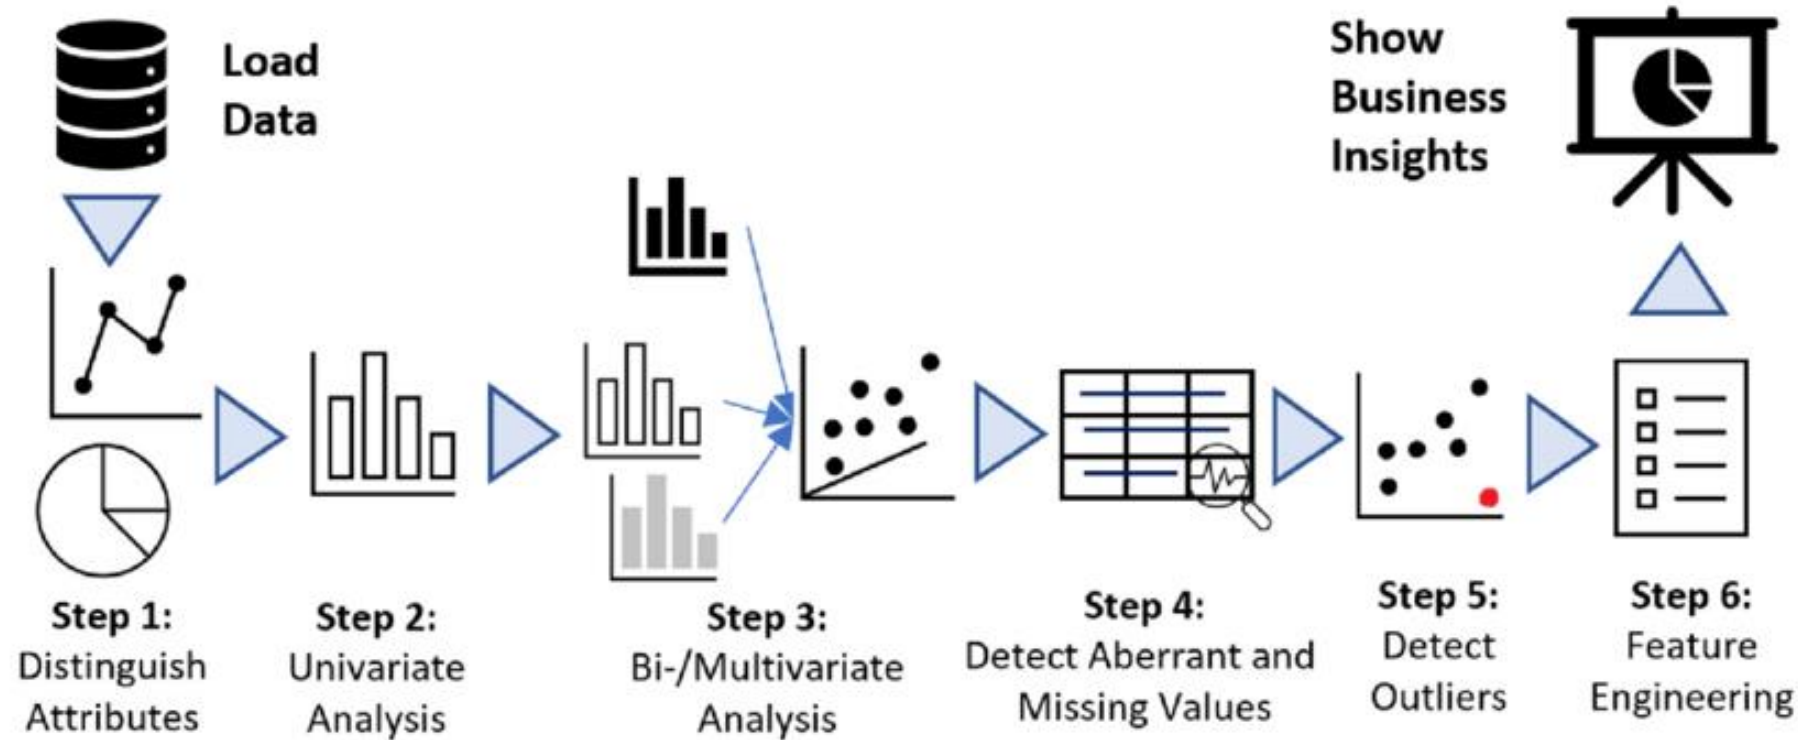 Load
Data
Show
Business
Insights
Step 1:
Distinguish
Attributes
Step 2:
Univariate
Analysis
Step 3:
Bi-/Multivariate
Analysis
Step 4:
Detect Aberrant and
Missing Values
Step 5:
Detect
Outliers
Step 6:
Feature
Engineering